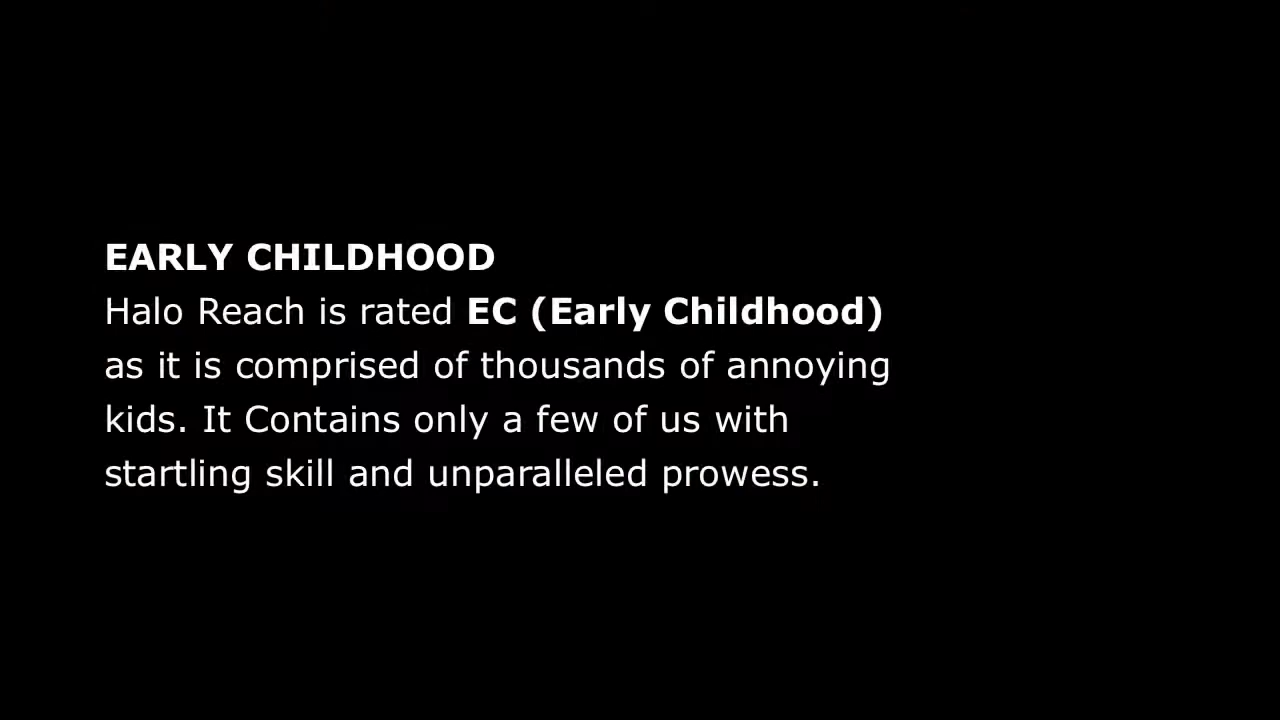 EARLY CHILDHOOD
Halo Reach is rated EC (Early Childhood)
as it is comprised of thousands of annoying
kids. It Contains only a few of us with
startling skill and unparalleled prowess.